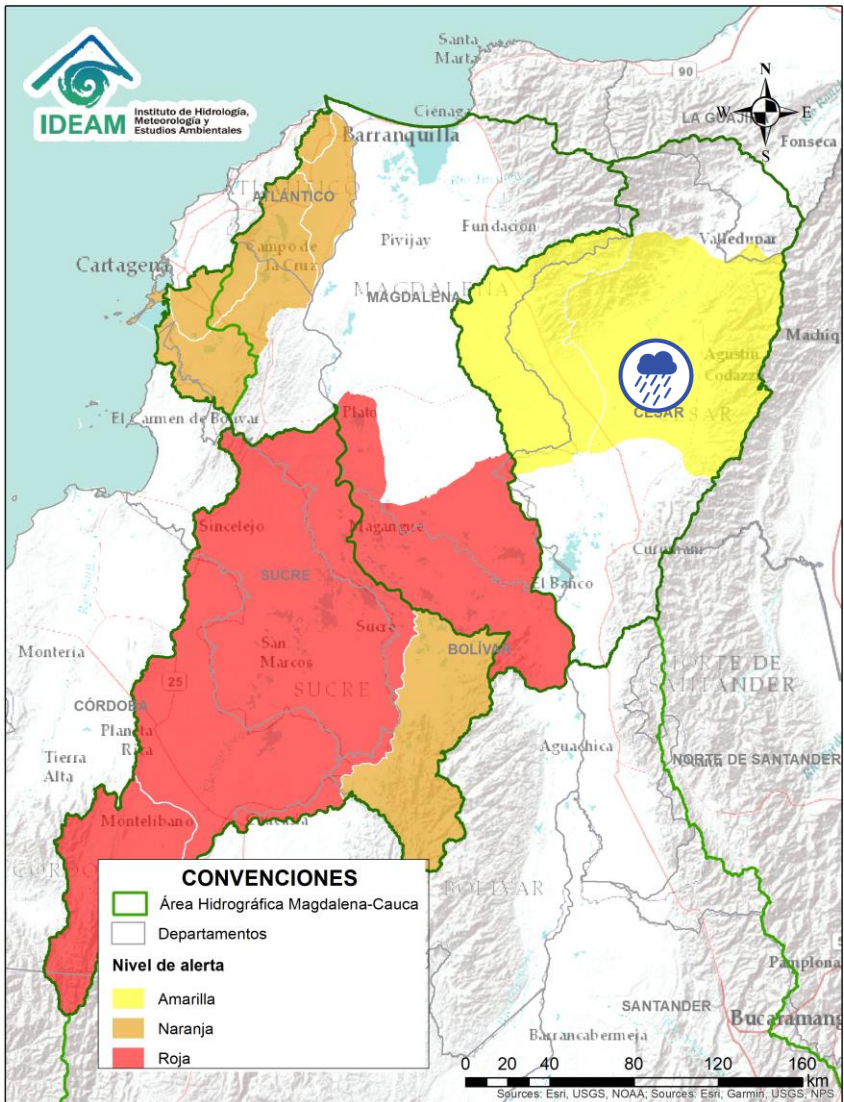 IDEAM
Instituto de Hidrología,
Meteorología y
Estudios Ambientales
Santa
Marta
90
N
W
E
S
LA GUAJIRA
Fonseca
Ciénaga
Barranquilla
ATLÁNTICO
Fundación
Pivijay
Valledupar
Campo de
la Cruz
Cartagena
MAGDALENA
MAGDALENA
Agustín
Codazzi
CESAR
El Carmen de Bolívar
Plato
Sincelejo
Magangué
Curumaní
SUCRE
El Banco
Sucre
BOLÍVAR
Montería
San
Marcos
SUCRE
NORTE DE
SANTANDER
25
CÓRDOBA
Planeta
Rica
Tierra
Alta
Aguachica
NORTE DE SANTANDER
Montelíbano
Caucasia
BOLÍVAR
CONVENCIONES
Área Hidrográfica Magdalena-Cauca
Departamentos
Nivel de alerta
Amarilla
Naranja
Roja
Pamplona
SANTANDER
Bucaramang
Barrancabermeja
0 20 40 80 120 160
km
Sources: Esri, USGS, NOAA; Sources: Esri, Garmin, USGS, NPS